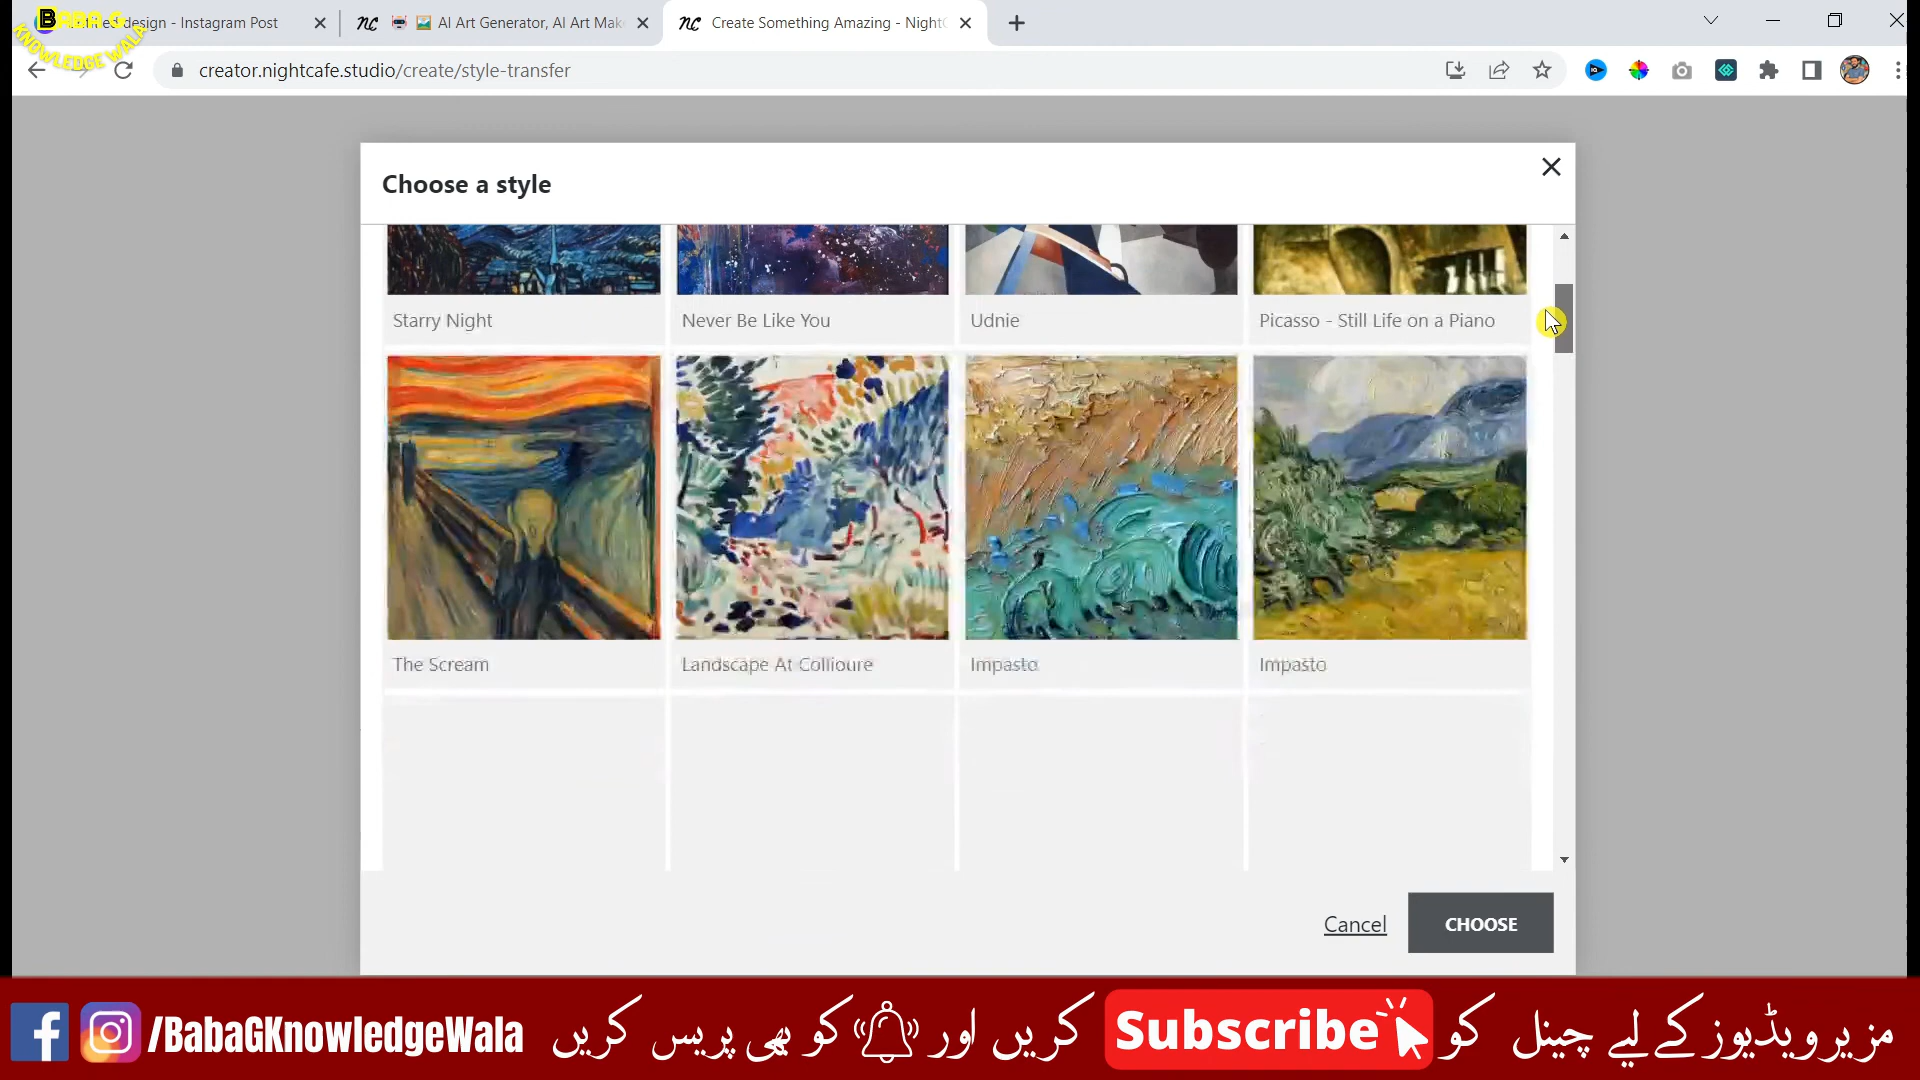 design - Instagram Post
AI Art Generator, AI Art Mak
Create Something Amazing - Night
KNOWLEDGE WALA
creator.nightcafe.studio/create/style-transfer
Choose a style
Starry Night
Never Be Like You
Udnie
Picasso - Still Life on a Piano
The Scream
Landscape At Collioure
Impasto
Impasto
Cancel
CHOOSE
/BabaGKnowledgeWala
مزید ویڈیوز کے لیے چینل کو Subscribe کریں اور کو بھی پریس کریں